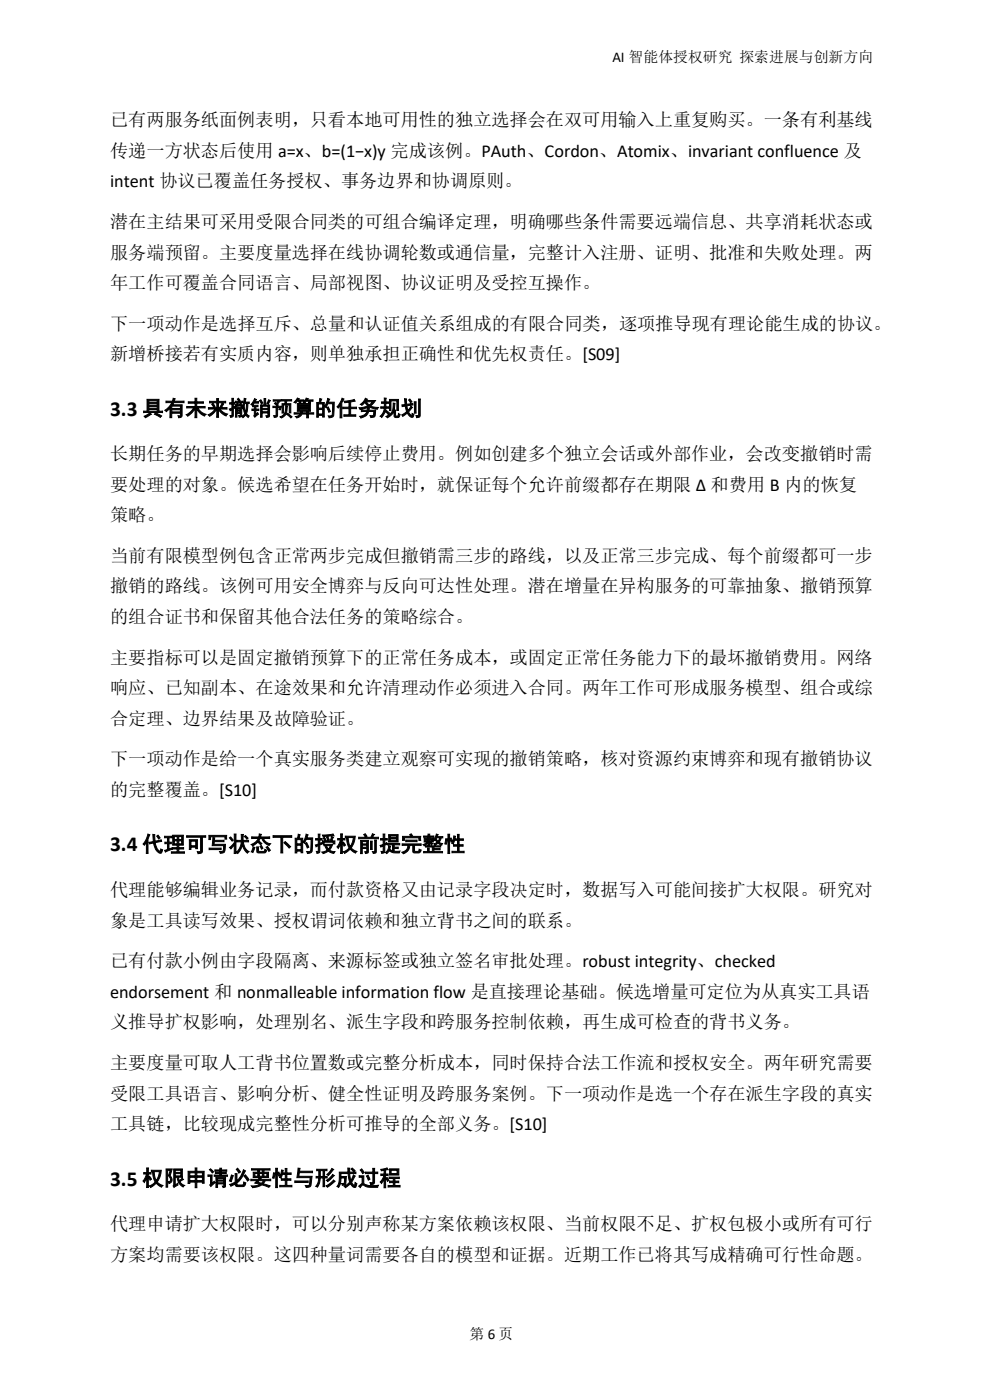 AI 智能体授权研究 探索进展与创新方向
已有两服务纸面例表明，只看本地可用性的独立选择会在双可用输入上重复购买。一条有利基线
传递一方状态后使用 a=x、b=(1−x)y 完成该例。PAuth、Cordon、Atomix、invariant confluence 及
intent 协议已覆盖任务授权、事务边界和协调原则。
潜在主结果可采用受限合同类的可组合编译定理，明确哪些条件需要远端信息、共享消耗状态或
服务端预留。主要度量选择在线协调轮数或通信量，完整计入注册、证明、批准和失败处理。两
年工作可覆盖合同语言、局部视图、协议证明及受控互操作。
下一项动作是选择互斥、总量和认证值关系组成的有限合同类，逐项推导现有理论能生成的协议。
新增桥接若有实质内容，则单独承担正确性和优先权责任。[S09]
3.3 具有未来撤销预算的任务规划
长期任务的早期选择会影响后续停止费用。例如创建多个独立会话或外部作业，会改变撤销时需
要处理的对象。候选希望在任务开始时，就保证每个允许前缀都存在期限 Δ 和费用 B 内的恢复
策略。
当前有限模型例包含正常两步完成但撤销需三步的路线，以及正常三步完成、每个前缀都可一步
撤销的路线。该例可用安全博弈与反向可达性处理。潜在增量在异构服务的可靠抽象、撤销预算
的组合证书和保留其他合法任务的策略综合。
主要指标可以是固定撤销预算下的正常任务成本，或固定正常任务能力下的最坏撤销费用。网络
响应、已知副本、在途效果和允许清理动作必须进入合同。两年工作可形成服务模型、组合或综
合定理、边界结果及故障验证。
下一项动作是给一个真实服务类建立观察可实现的撤销策略，核对资源约束博弈和现有撤销协议
的完整覆盖。[S10]
3.4 代理可写状态下的授权前提完整性
代理能够编辑业务记录，而付款资格又由记录字段决定时，数据写入可能间接扩大权限。研究对
象是工具读写效果、授权谓词依赖和独立背书之间的联系。
已有付款小例由字段隔离、来源标签或独立签名审批处理。robust integrity、checked
endorsement 和 nonmalleable information flow 是直接理论基础。候选增量可定位为从真实工具语
义推导扩权影响，处理别名、派生字段和跨服务控制依赖，再生成可检查的背书义务。
主要度量可取人工背书位置数或完整分析成本，同时保持合法工作流和授权安全。两年研究需要
受限工具语言、影响分析、健全性证明及跨服务案例。下一项动作是选一个存在派生字段的真实
工具链，比较现成完整性分析可推导的全部义务。[S10]
3.5 权限申请必要性与形成过程
代理申请扩大权限时，可以分别声称某方案依赖该权限、当前权限不足、扩权包极小或所有可行
方案均需要该权限。这四种量词需要各自的模型和证据。近期工作已将其写成精确可行性命题。
第 6 页